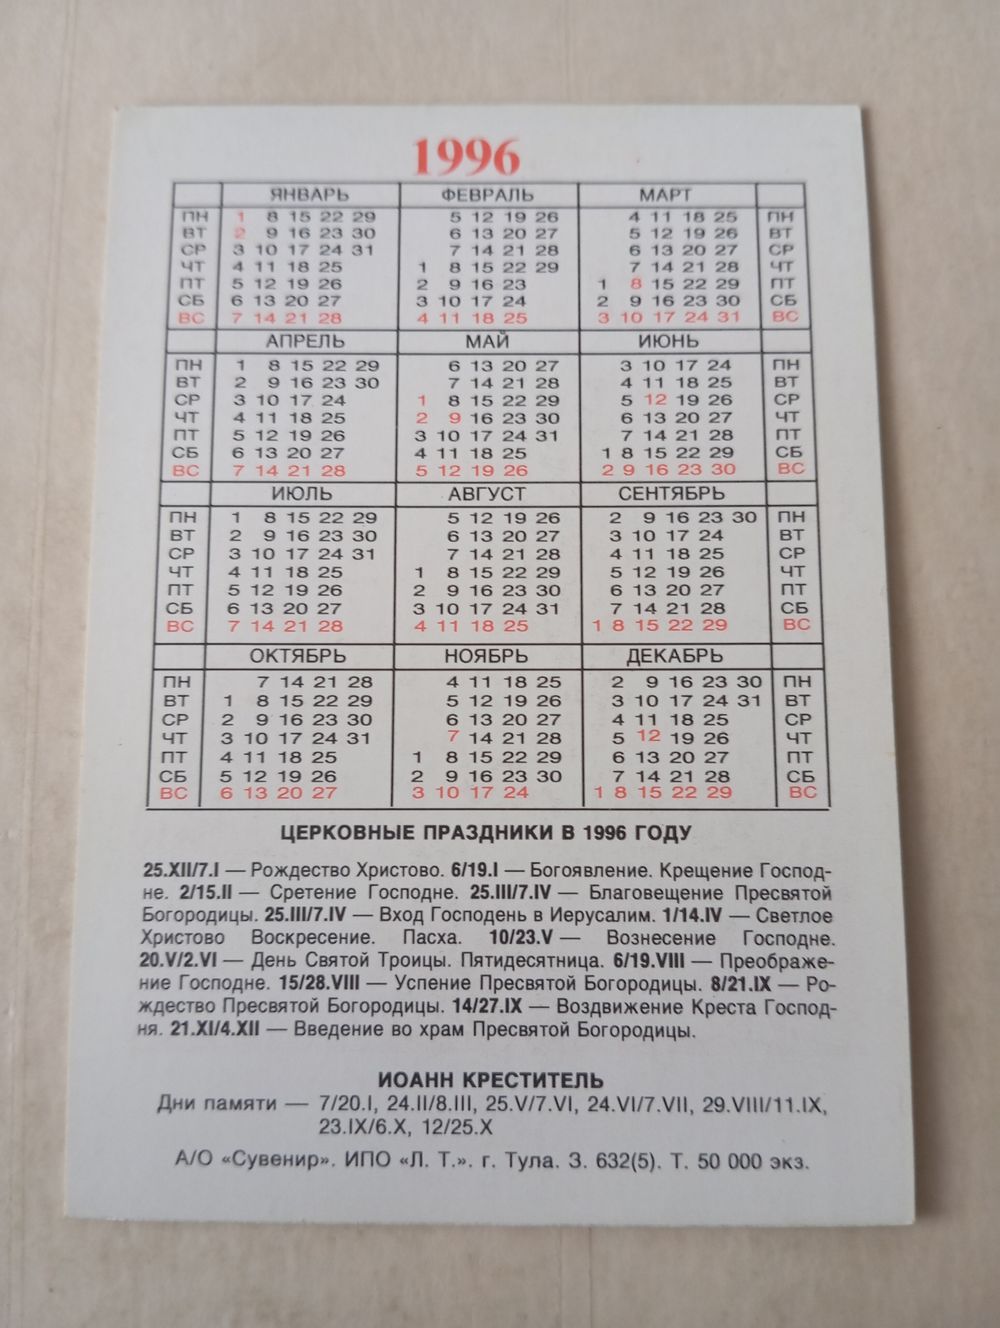 1996
ЯНВАРЬ ФЕВРАЛЬ МАРТ
ПН 1 8 15 22 29 5 12 19 26 4 11 18 25 ПН
ВТ 2 9 16 23 30 6 13 20 27 5 12 19 26 ВТ
СР 3 10 17 24 31 7 14 21 28 6 13 20 27 СР
ЧТ 4 11 18 25 1 8 15 22 29 7 14 21 28 ЧТ
ПТ 5 12 19 26 2 9 16 23 1 8 15 22 29 ПТ
СБ 6 13 20 27 3 10 17 24 2 9 16 23 30 СБ
ВС 7 14 21 28 4 11 18 25 3 10 17 24 31 ВС
АПРЕЛЬ МАЙ ИЮНЬ
ПН 1 8 15 22 29 6 13 20 27 3 10 17 24 ПН
ВТ 2 9 16 23 30 7 14 21 28 4 11 18 25 ВТ
СР 3 10 17 24 1 8 15 22 29 5 12 19 26 СР
ЧТ 4 11 18 25 2 9 16 23 30 6 13 20 27 ЧТ
ПТ 5 12 19 26 3 10 17 24 31 7 14 21 28 ПТ
СБ 6 13 20 27 4 11 18 25 1 8 15 22 29 СБ
ВС 7 14 21 28 5 12 19 26 2 9 16 23 30 ВС
ИЮЛЬ АВГУСТ СЕНТЯБРЬ
ПН 1 8 15 22 29 5 12 19 26 2 9 16 23 30 ПН
ВТ 2 9 16 23 30 6 13 20 27 3 10 17 24 ВТ
СР 3 10 17 24 31 7 14 21 28 4 11 18 25 СР
ЧТ 4 11 18 25 1 8 15 22 29 5 12 19 26 ЧТ
ПТ 5 12 19 26 2 9 16 23 30 6 13 20 27 ПТ
СБ 6 13 20 27 3 10 17 24 31 7 14 21 28 СБ
ВС 7 14 21 28 4 11 18 25 1 8 15 22 29 ВС
ОКТЯБРЬ НОЯБРЬ ДЕКАБРЬ
ПН 7 14 21 28 4 11 18 25 2 9 16 23 30 ПН
ВТ 1 8 15 22 29 5 12 19 26 3 10 17 24 31 ВТ
СР 2 9 16 23 30 6 13 20 27 4 11 18 25 СР
ЧТ 3 10 17 24 31 7 14 21 28 5 12 19 26 ЧТ
ПТ 4 11 18 25 1 8 15 22 29 6 13 20 27 ПТ
СБ 5 12 19 26 2 9 16 23 30 7 14 21 28 СБ
ВС 6 13 20 27 3 10 17 24 1 8 15 22 29 ВС
ЦЕРКОВНЫЕ ПРАЗДНИКИ В 1996 ГОДУ
25.XII/7.I — Рождество Христово. 6/19.I — Богоявление. Крещение Господ-
не. 2/15.II — Сретение Господне. 25.III/7.IV — Благовещение Пресвятой
Богородицы. 25.III/7.IV — Вход Господень в Иерусалим. 1/14.IV — Светлое
Христово Воскресение. Пасха. 10/23.V — Вознесение Господне.
20.V/2.VI — День Святой Троицы. Пятидесятница. 6/19.VIII — Преображе-
ние Господне. 15/28.VIII — Успение Пресвятой Богородицы. 8/21.IX — Ро-
ждество Пресвятой Богородицы. 14/27.IX — Воздвижение Креста Господ-
ня. 21.XI/4.XII — Введение во храм Пресвятой Богородицы.
ИОАНН КРЕСТИТЕЛЬ
Дни памяти — 7/20.I, 24.II/8.III, 25.V/7.VI, 24.VI/7.VII, 29.VIII/11.IX,
23.IX/6.X, 12/25.X
А/О «Сувенир». ИПО «Л. Т.». г. Тула. З. 632(5). Т. 50 000 экз.